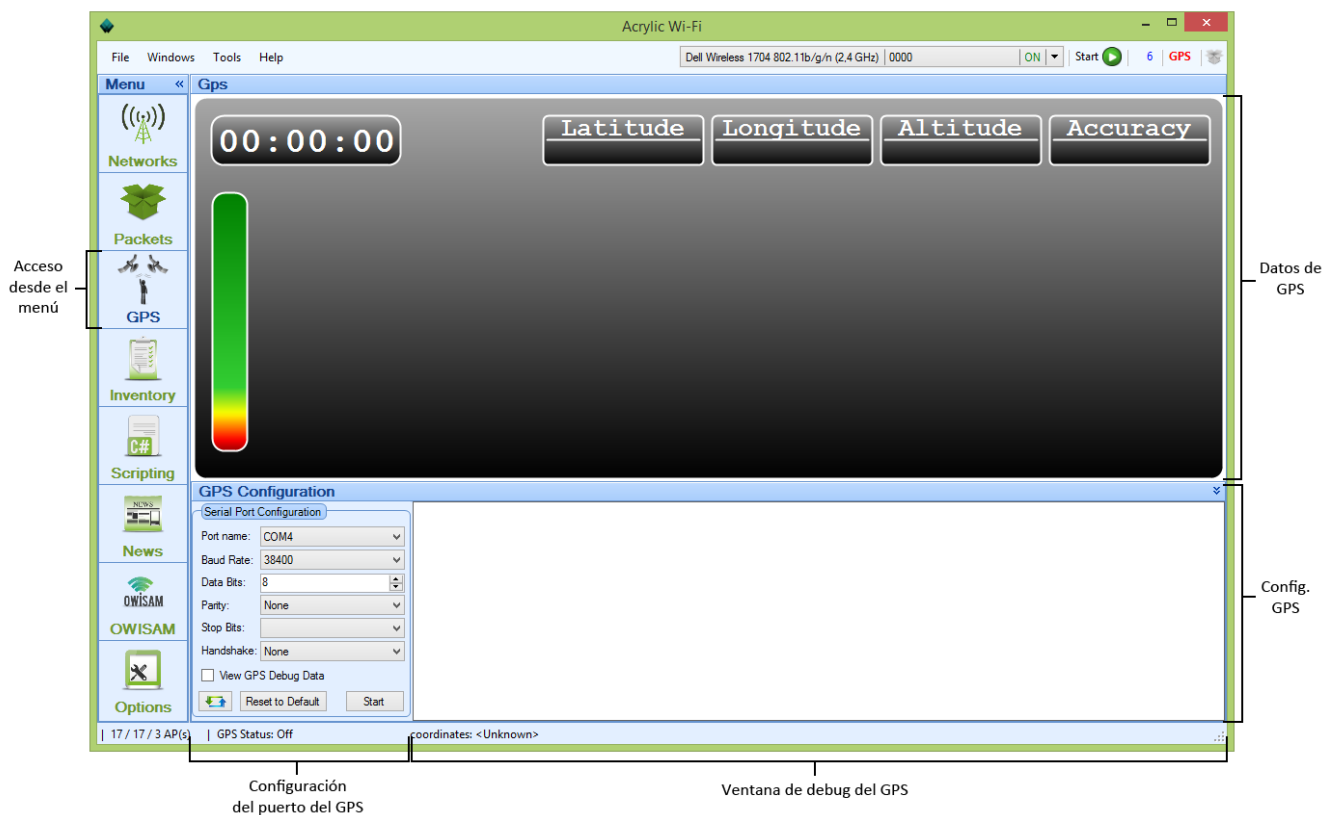 Acrylic Wi-Fi
File Windows Tools Help
Dell Wireless 1704 802.11b/g/n (2,4 GHz) 0000 ON Start 6 GPS
Menu «
Gps
Networks
Packets
GPS
Inventory
C#
Scripting
NEWS
News
OWISAM
OWISAM
Options
00:00:00
Latitude Longitude Altitude Accuracy
GPS Configuration
Serial Port Configuration
Port name: COM4
Baud Rate: 38400
Data Bits: 8
Parity: None
Stop Bits:
Handshake: None
View GPS Debug Data
Reset to Default Start
17 / 17 / 3 AP(s) GPS Status: Off coordinates: <Unknown>
Acceso
desde el
menú
Datos de
GPS
Config.
GPS
Configuración
del puerto del GPS
Ventana de debug del GPS